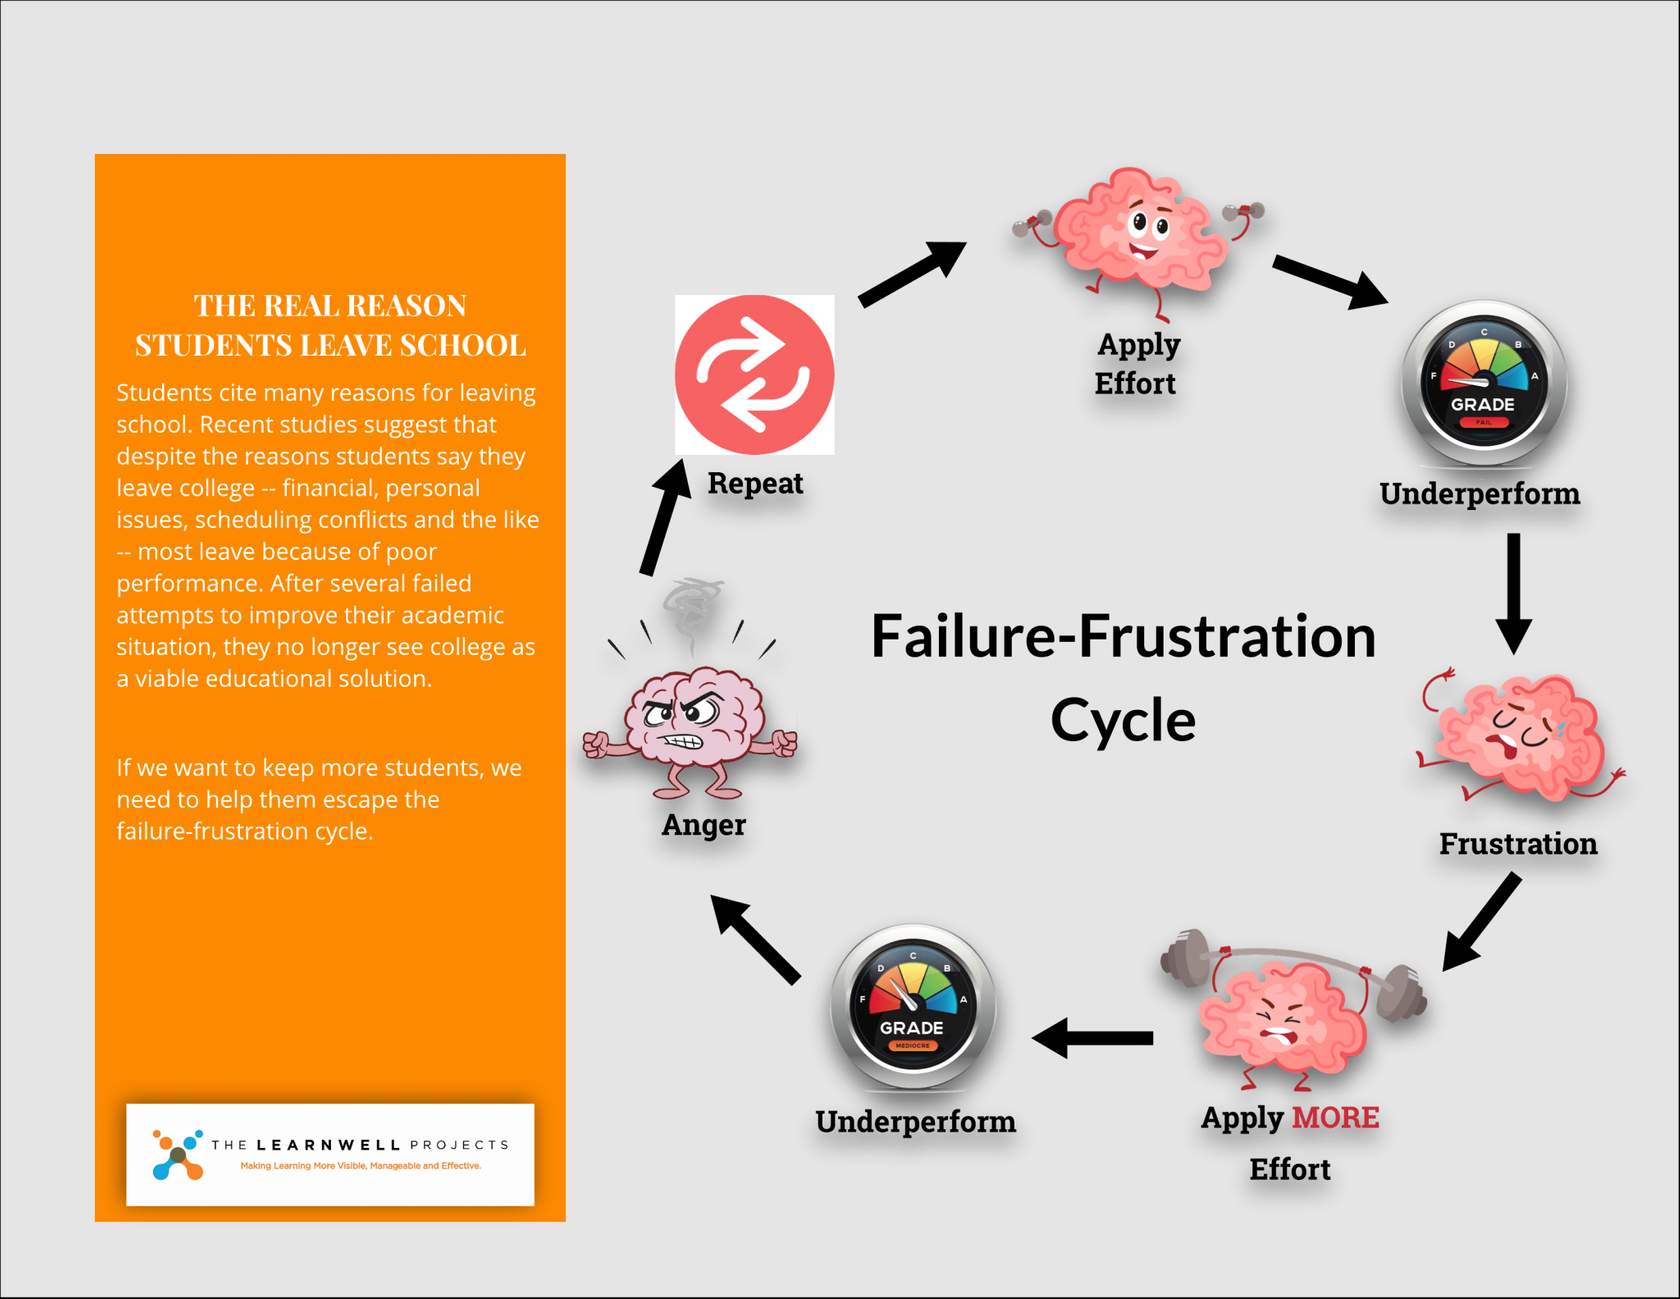 THE REAL REASON
STUDENTS LEAVE SCHOOL
Students cite many reasons for leaving
school. Recent studies suggest that
despite the reasons students say they
leave college -- financial, personal
issues, scheduling conflicts and the like
-- most leave because of poor
performance. After several failed
attempts to improve their academic
situation, they no longer see college as
a viable educational solution.
If we want to keep more students, we
need to help them escape the
failure-frustration cycle.
THE LEARNWELL PROJECTS
Making Learning More Visible, Manageable and Effective.
Failure-Frustration
Cycle
Apply
Effort
F D C B A
GRADE
FAIL
Underperform
Frustration
Apply MORE
Effort
F D C B A
GRADE
MEDIOCRE
Underperform
Anger
Repeat